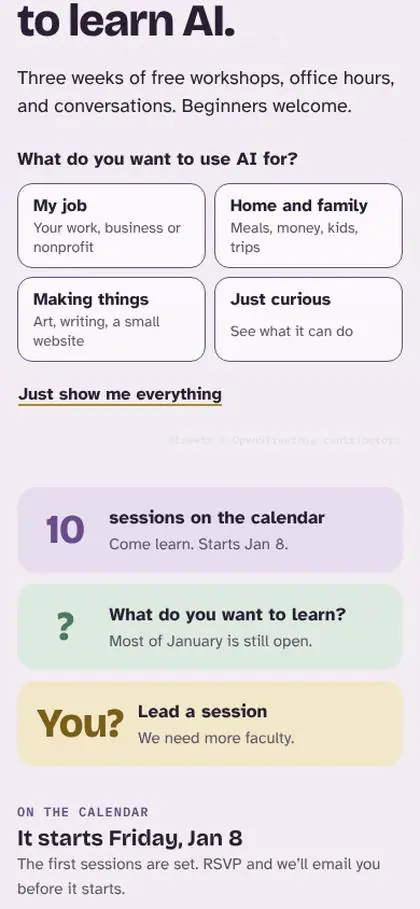 to learn AI.
Three weeks of free workshops, office hours,
and conversations. Beginners welcome.
What do you want to use AI for?
My job
Your work, business or
nonprofit
Home and family
Meals, money, kids,
trips
Making things
Art, writing, a small
website
Just curious
See what it can do
Just show me everything
Streets © OpenStreetMap contributors
10
sessions on the calendar
Come learn. Starts Jan 8.
?
What do you want to learn?
Most of January is still open.
You?
Lead a session
We need more faculty.
ON THE CALENDAR
It starts Friday, Jan 8
The first sessions are set. RSVP and we’ll email you
before it starts.